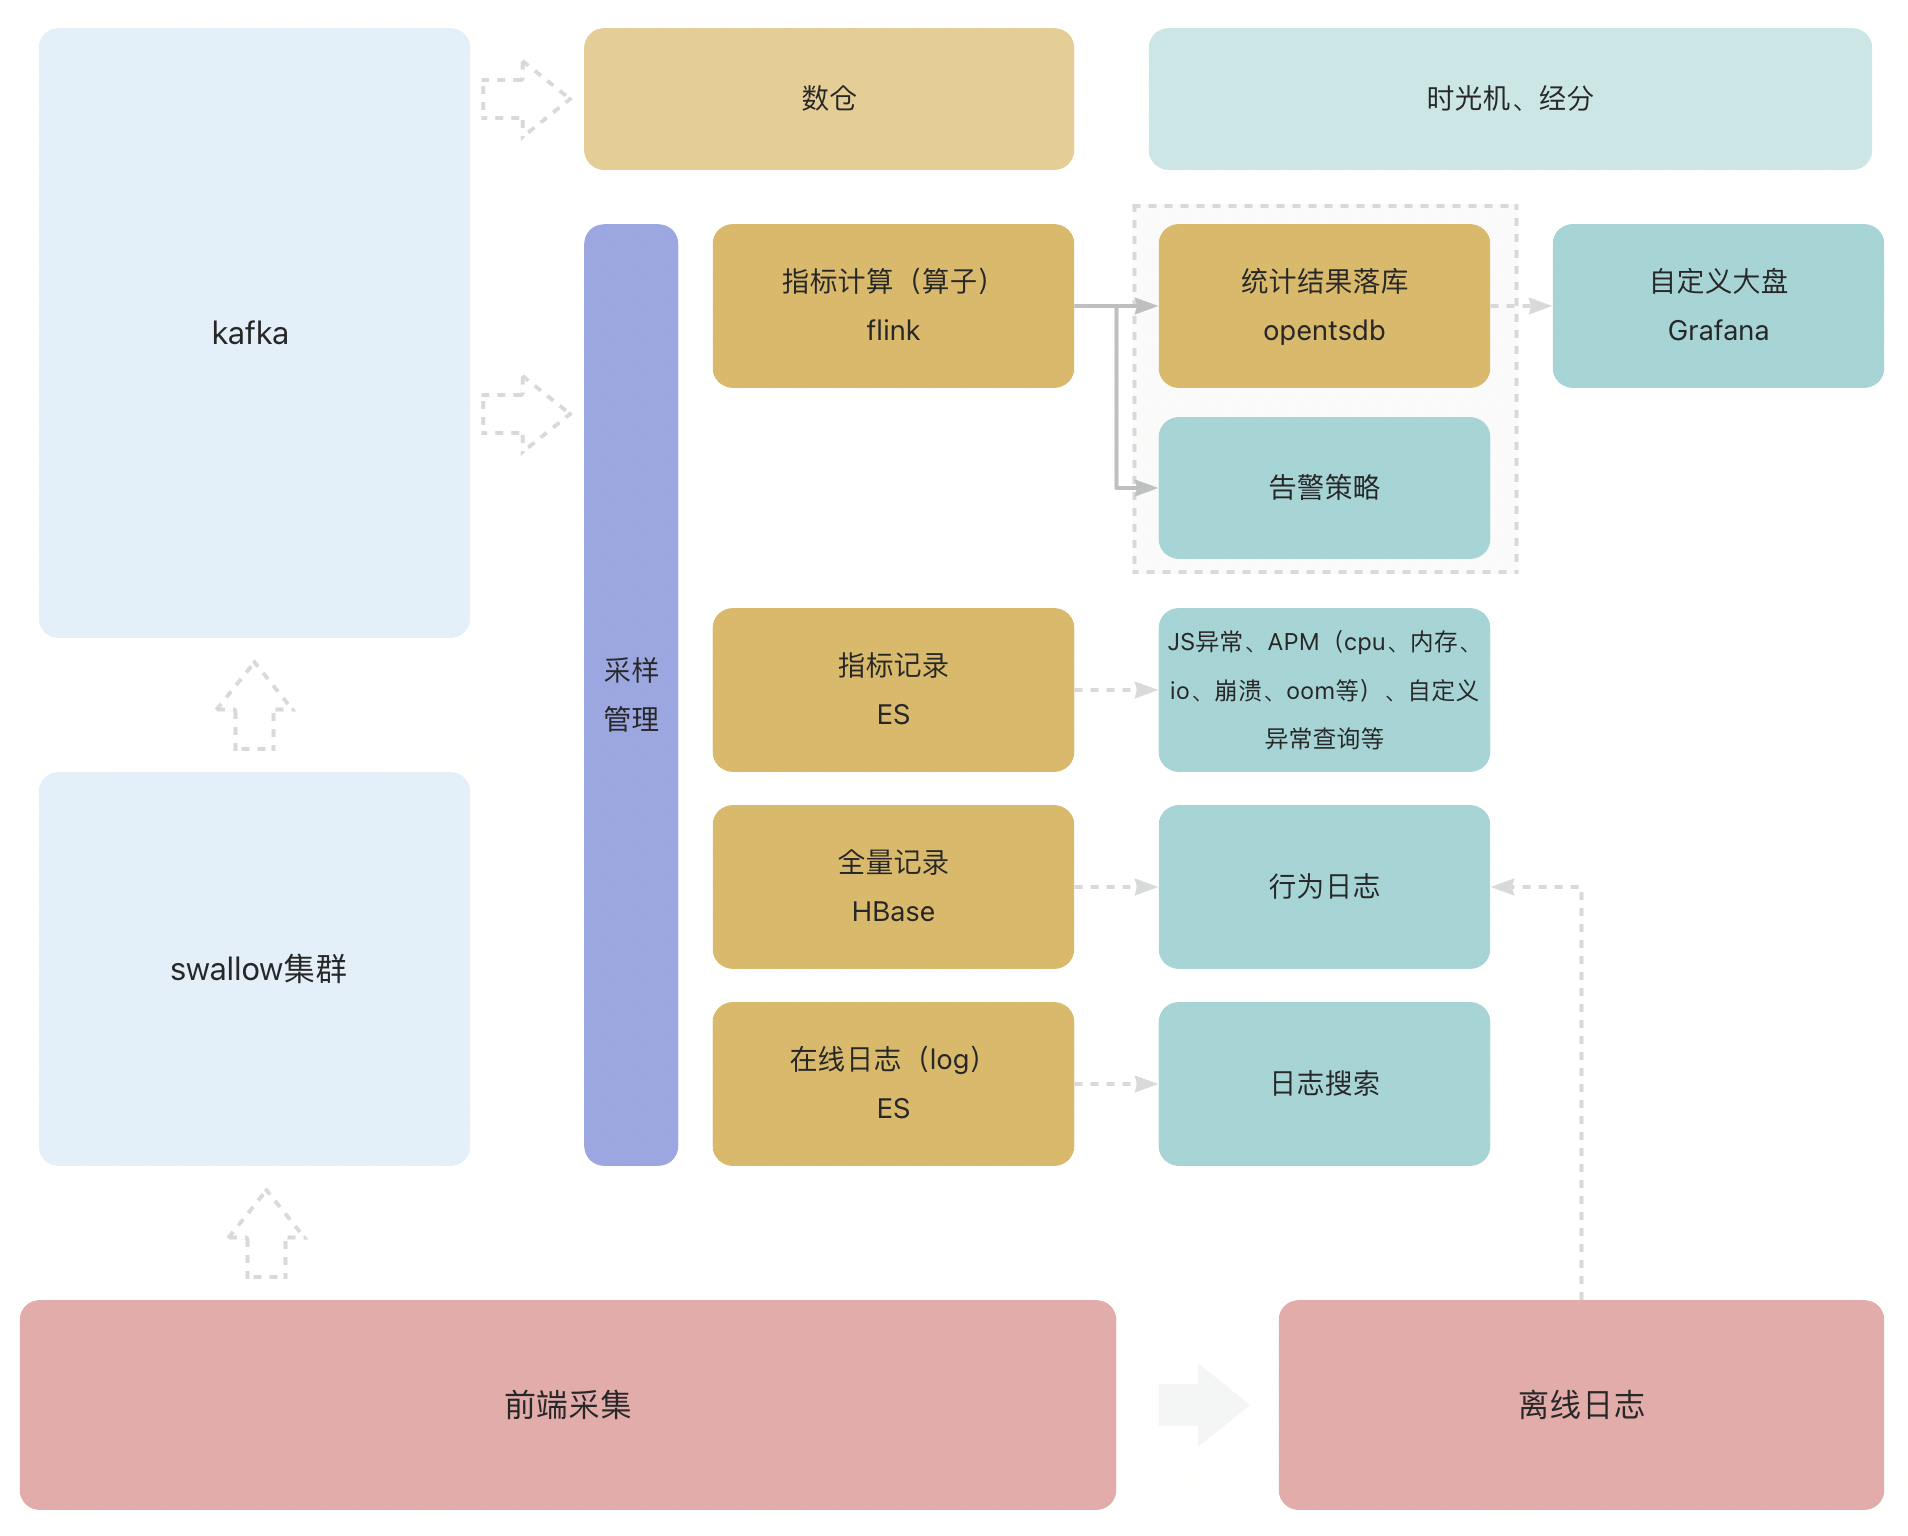 kafka
swallow集群
数仓
时光机、经分
采样
管理
指标计算（算子）
flink
统计结果落库
opentsdb
自定义大盘
Grafana
告警策略
指标记录
ES
JS异常、APM（cpu、内存、
io、崩溃、oom等）、自定义
异常查询等
全量记录
HBase
行为日志
在线日志（log）
ES
日志搜索
前端采集
离线日志